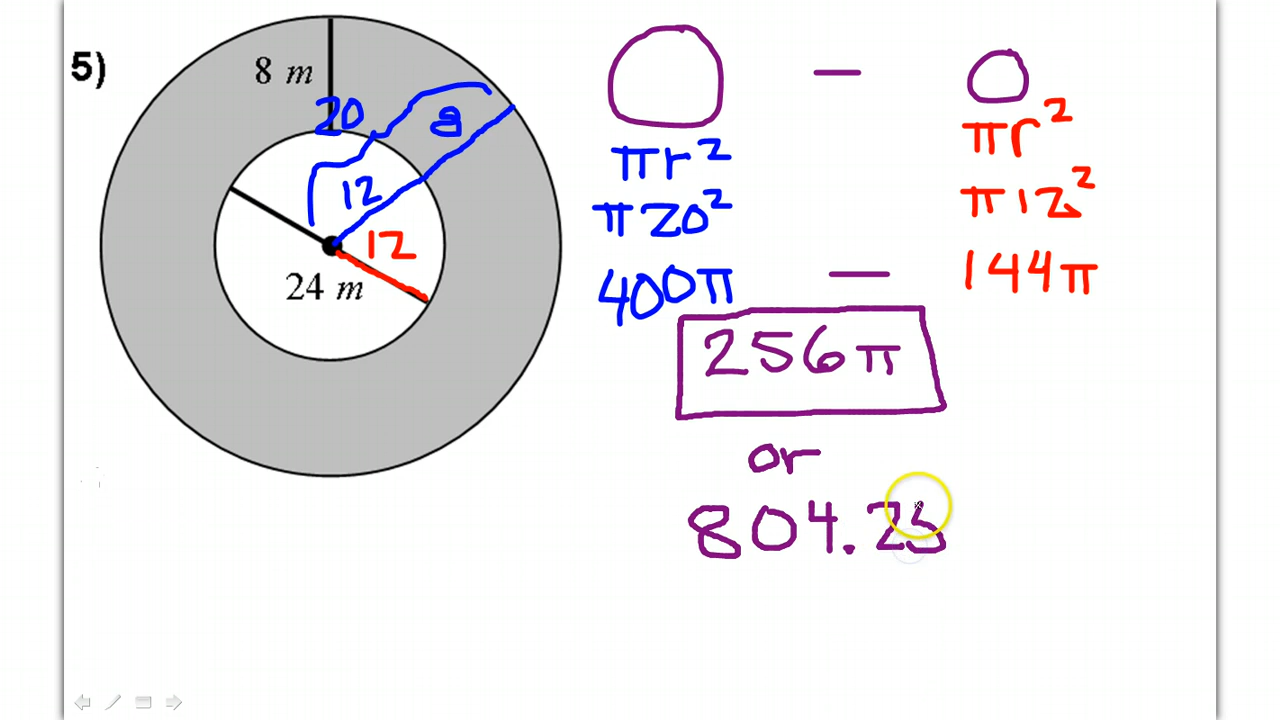 5)
8 m
20
8
12
12
24 m
— 
πr²
πr²
π20²
π12²
400π — 144π
256π
or
804.25